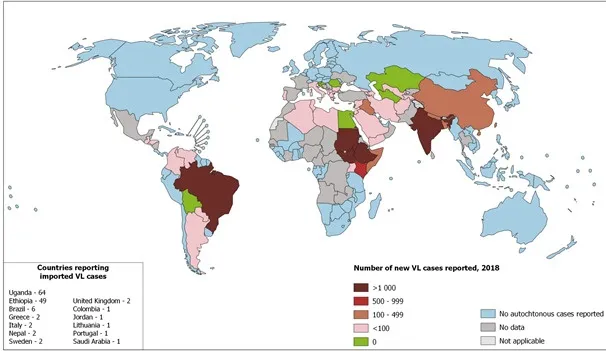 Countries reporting
imported VL cases
Uganda - 64
Ethiopia - 49
Brazil - 6
Greece - 2
Italy - 2
Nepal - 2
Sweden - 2
United Kingdom - 2
Colombia - 1
Jordan - 1
Lithuania - 1
Portugal - 1
Saudi Arabia - 1
Number of new VL cases reported, 2018
>1 000
500 - 999
100 - 499
<100
0
No autochtonous cases reported
No data
Not applicable